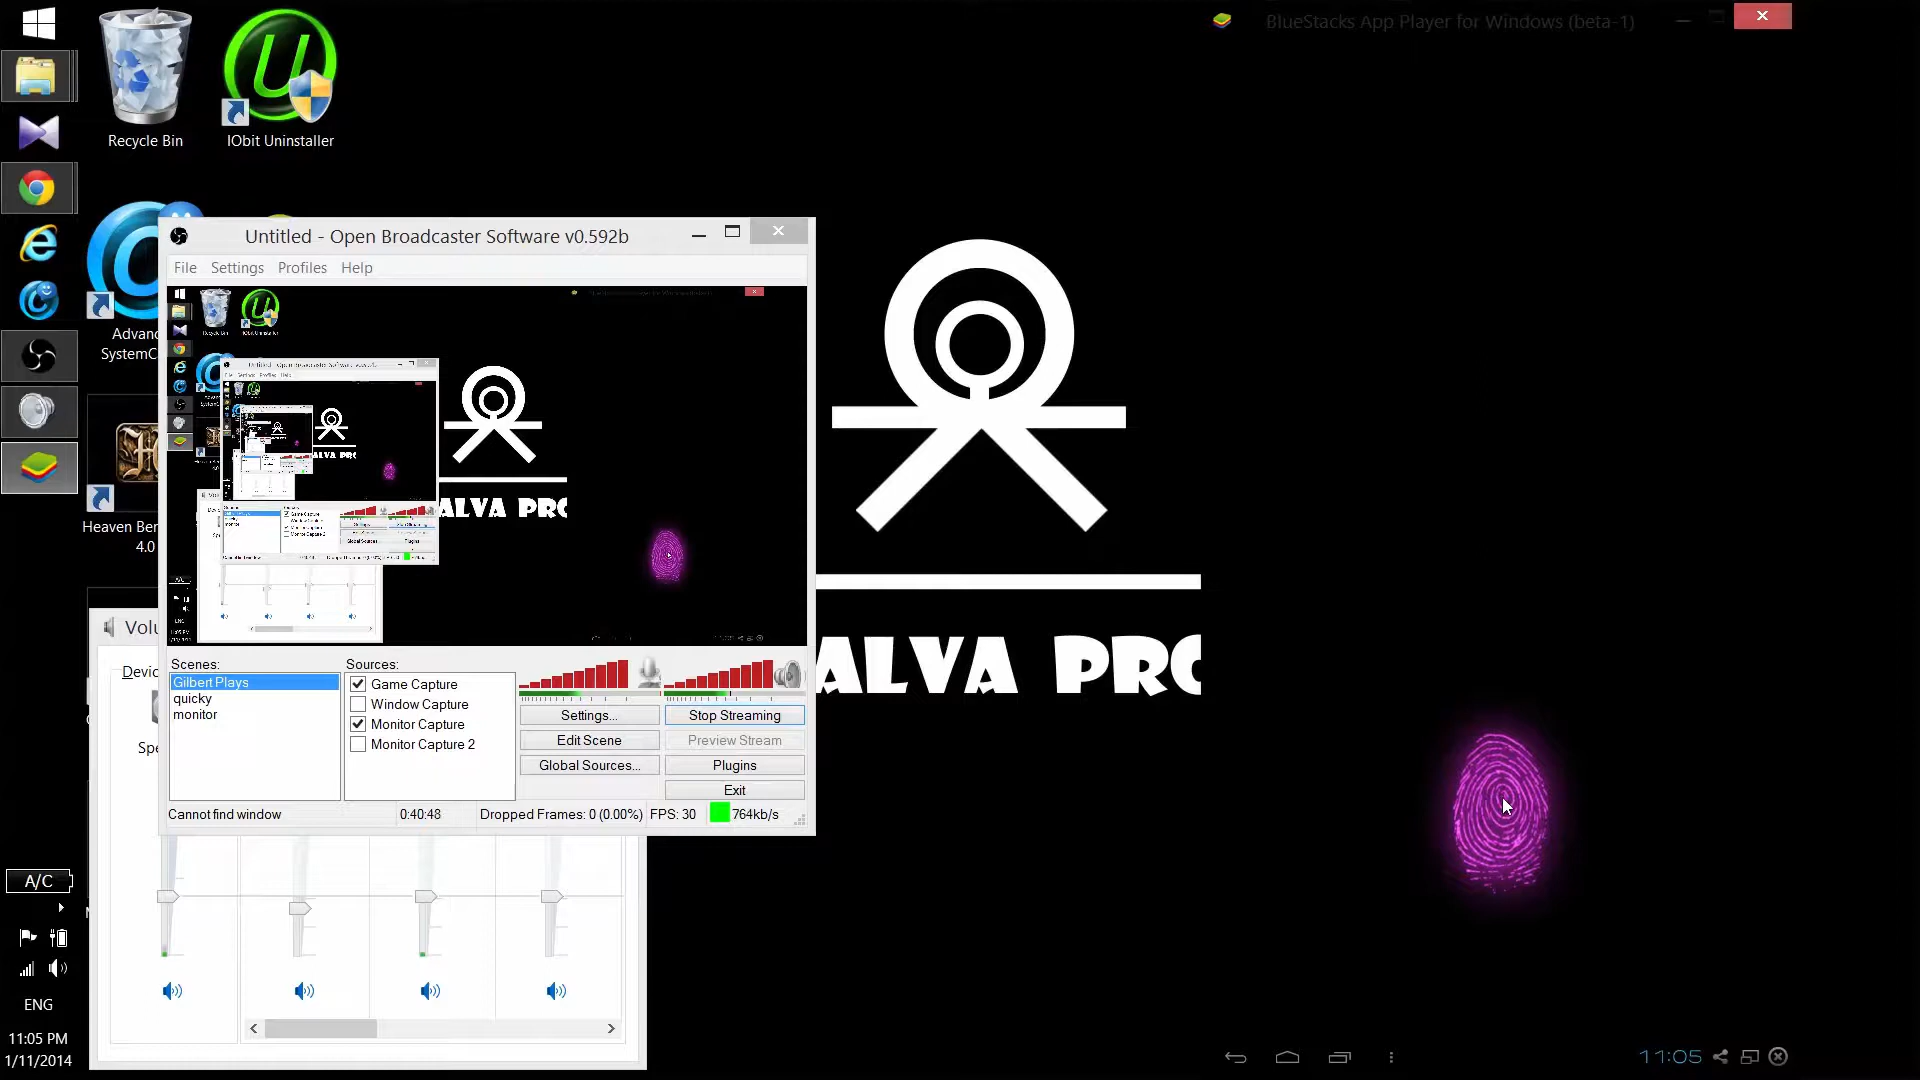 BlueStacks App Player for Windows (beta-1)
Recycle Bin
IObit Uninstaller
Advanc
SystemC
Heaven Ben
4.0
Untitled - Open Broadcaster Software v0.592b
File Settings Profiles Help
Scenes:
Gilbert Plays
quicky
monitor
Sources:
Game Capture
Window Capture
Monitor Capture
Monitor Capture 2
Settings...
Stop Streaming
Edit Scene
Preview Stream
Global Sources...
Plugins
Exit
Cannot find window
0:40:48
Dropped Frames: 0 (0.00%)
FPS: 30
764kb/s
ALVA PRO
Volu
Device
Spe
A/C
ENG
11:05 PM
1/11/2014
11:05